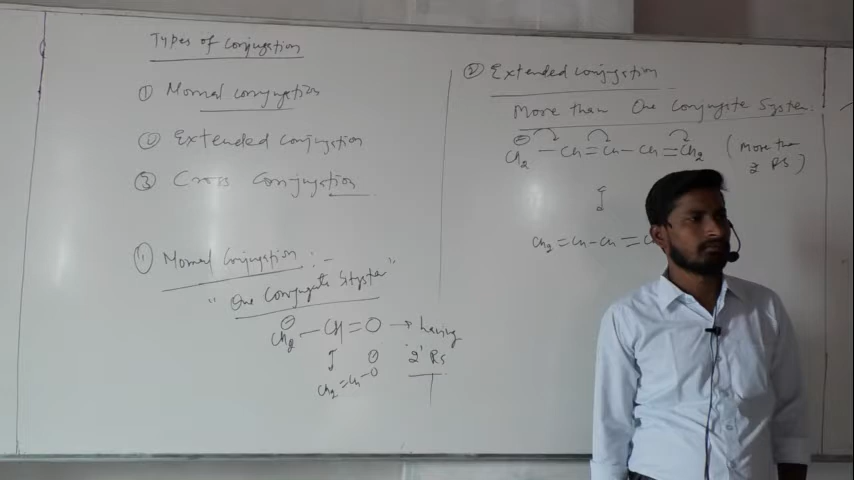 Types of Conjugation
① Normal conjugation
② Extended Conjugation
③ Cross Conjugation
① Normal Conjugation :-
"One Conjugate System"
⊖
CH2 — CH = O → having
2 RS
⊖
CH2 = CH - O
② Extended conjugation
More than One Conjugate System:
⊖
CH2 — CH = CH — CH = CH2 (More than
2 RS)
CH2 = CH - CH =